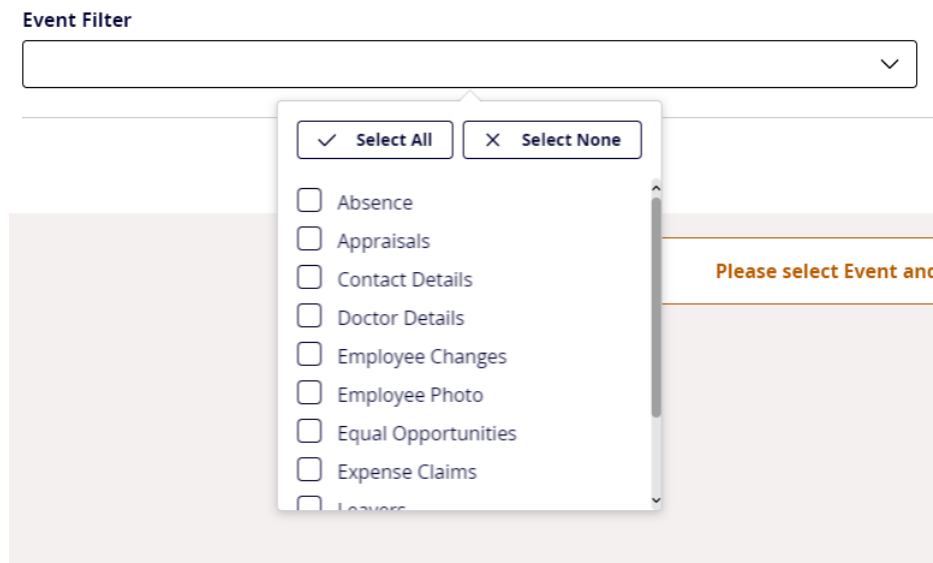 Event Filter
Select All
Select None
Absence
Appraisals
Contact Details
Please select Event and
Doctor Details
Employee Changes
Employee Photo
Equal Opportunities
Expense Claims
Leavers